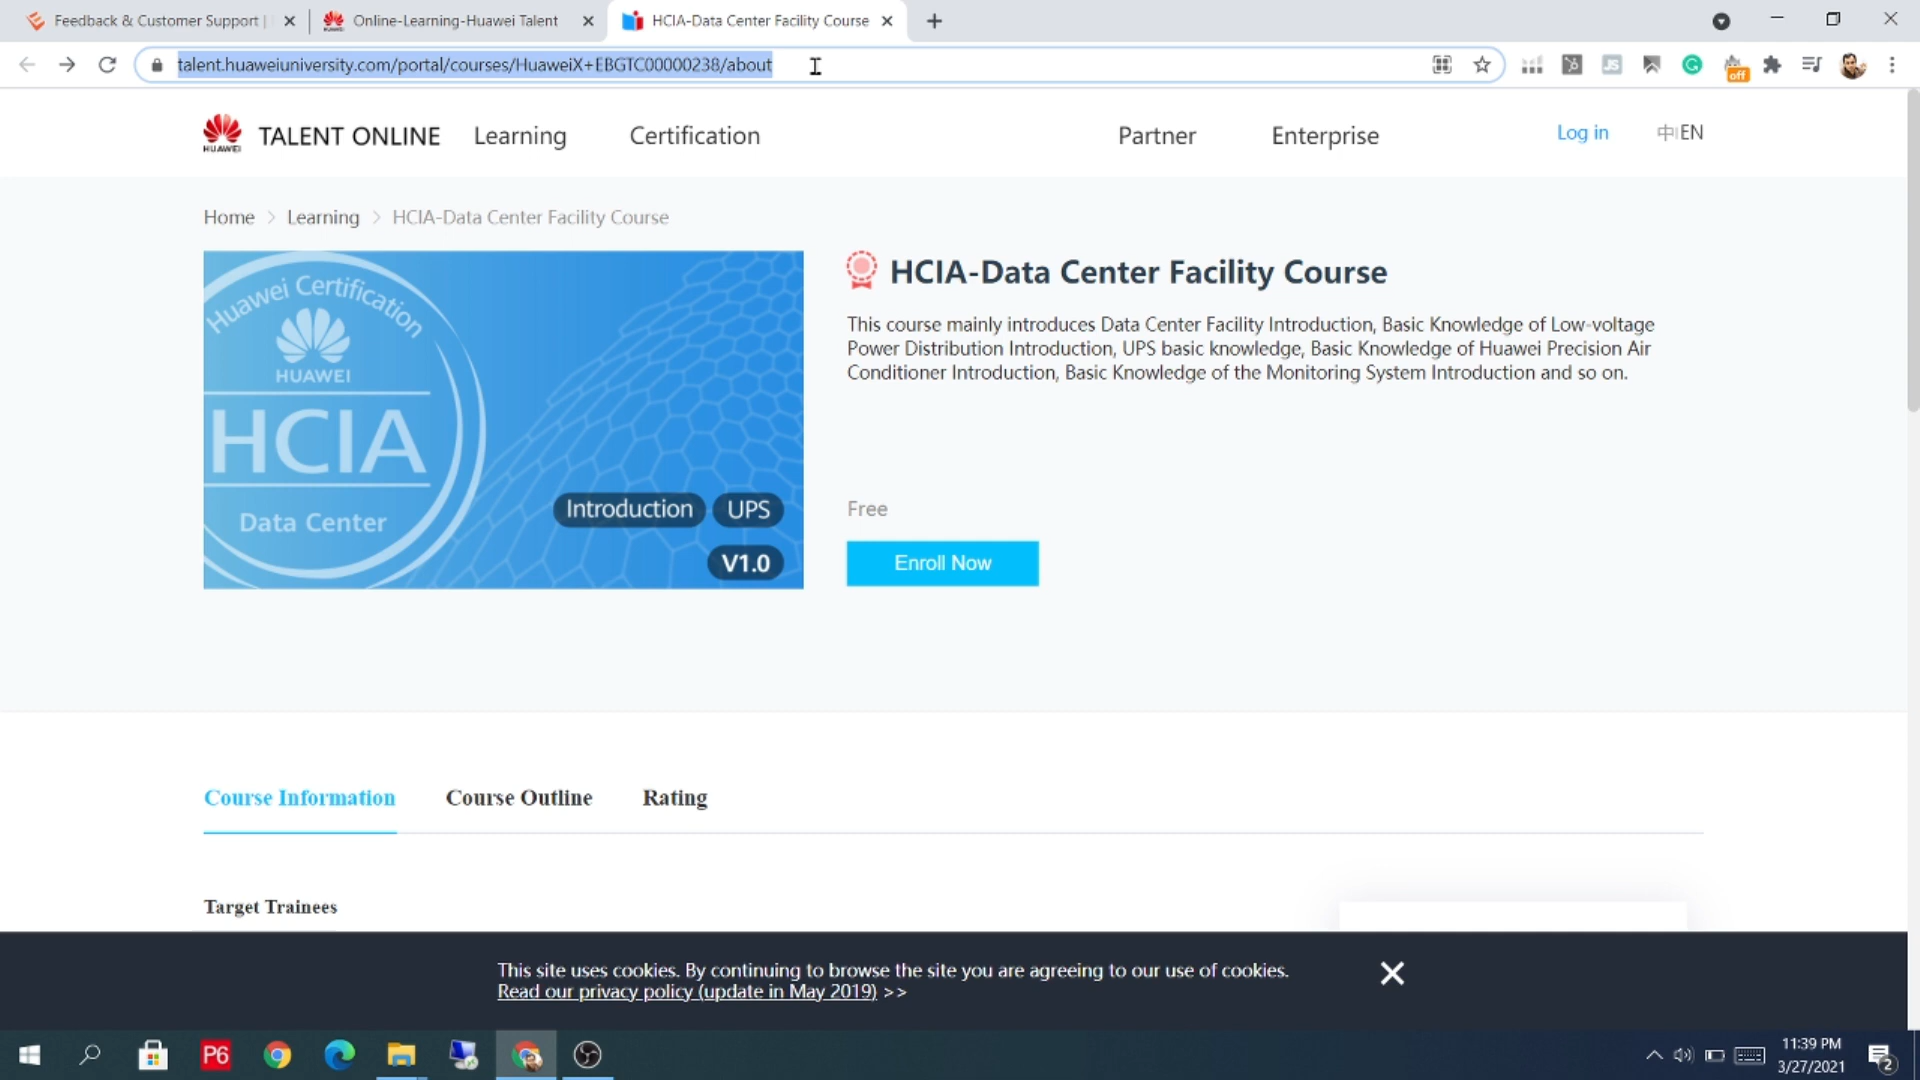 Feedback & Customer Support |
Online-Learning-Huawei Talent
HCIA-Data Center Facility Course
talent.huaweiuniversity.com/portal/courses/HuaweiX+EBGTC00000238/about
JS
off
HUAWEI
TALENT ONLINE
Learning
Certification
Partner
Enterprise
Log in
中|EN
Home > Learning > HCIA-Data Center Facility Course
Huawei Certification
HUAWEI
HCIA
Data Center
Introduction
UPS
V1.0
HCIA-Data Center Facility Course
This course mainly introduces Data Center Facility Introduction, Basic Knowledge of Low-voltage
Power Distribution Introduction, UPS basic knowledge, Basic Knowledge of Huawei Precision Air
Conditioner Introduction, Basic Knowledge of the Monitoring System Introduction and so on.
Free
Enroll Now
Course Information
Course Outline
Rating
Target Trainees
This site uses cookies. By continuing to browse the site you are agreeing to our use of cookies.
Read our privacy policy (update in May 2019) >>
P6
11:39 PM
3/27/2021
2